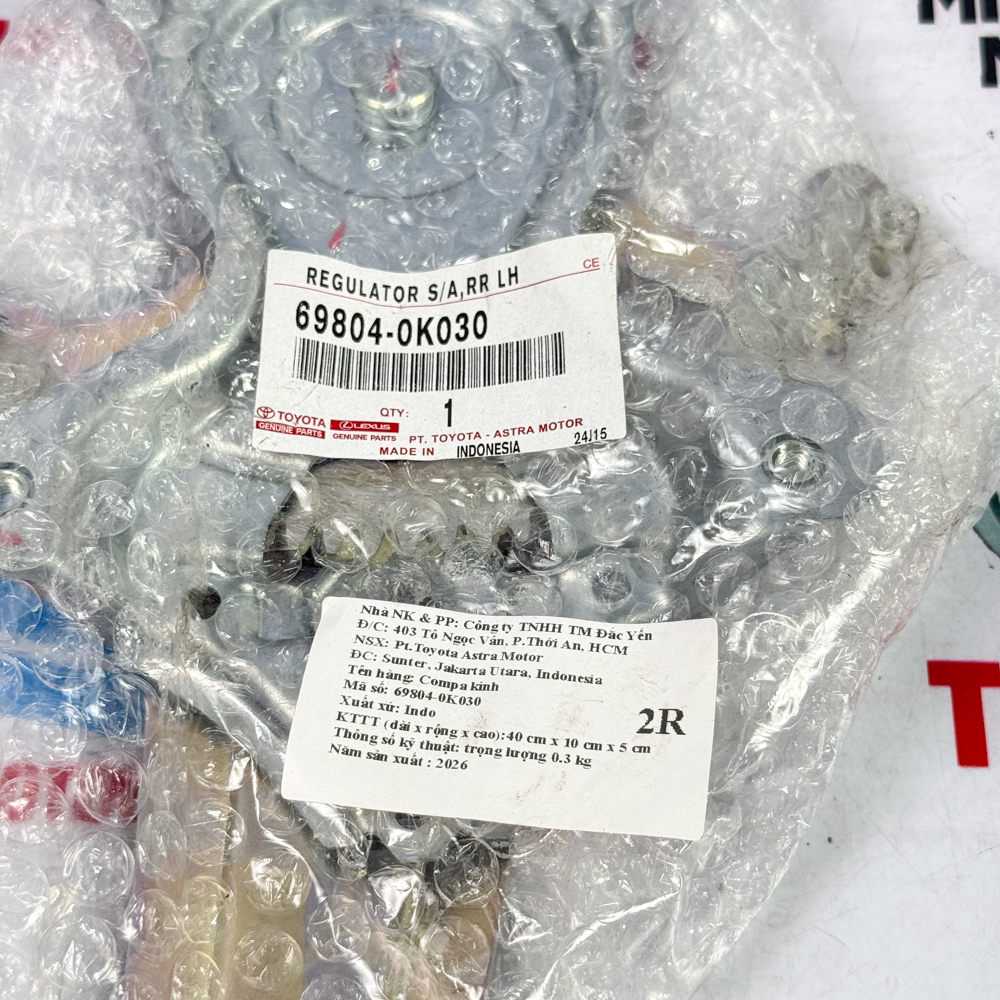 CE
REGULATOR S/A,RR LH
69804-0K030
QTY: 1
TOYOTA
GENUINE PARTS
LEXUS
GENUINE PARTS
PT. TOYOTA - ASTRA MOTOR
MADE IN INDONESIA 24J15
Nhà NK & PP: Công ty TNHH TM Đắc Yến
Đ/C: 403 Tô Ngọc Vân, P.Thới An, HCM
NSX: Pt.Toyota Astra Motor
ĐC: Sunter, Jakarta Utara, Indonesia
Tên hàng: Compa kính
Mã số: 69804-0K030
Xuất xứ: Indo
KTTT (dài x rộng x cao):40 cm x 10 cm x 5 cm
Thông số kỹ thuật: trọng lượng 0.3 kg
Năm sản xuất : 2026
2R